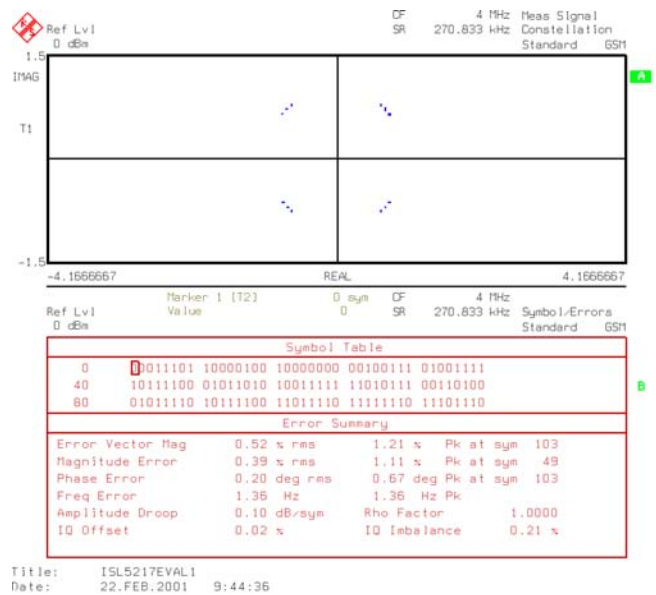 CF 4 MHz Meas Signal
Ref Lvl SR 270.833 kHz Constellation
0 dBm Standard GSM
1.5
IMAG
A
T1
-1.5
-4.1666667 REAL 4.1666667
Marker 1 [T2] 0 sym CF 4 MHz
Ref Lvl Value 0 SR 270.833 kHz Symbol/Errors
0 dBm Standard GSM
Symbol Table
0 10011101 10000100 10000000 00100111 01001111
40 10111100 01011010 10011111 11010111 00110100
80 01011110 10111100 11011110 11111110 11101110
B
Error Summary
Error Vector Mag 0.52 % rms 1.21 % Pk at sym 103
Magnitude Error 0.39 % rms 1.11 % Pk at sym 49
Phase Error 0.20 deg rms 0.67 deg Pk at sym 103
Freq Error 1.36 Hz 1.36 Hz Pk
Amplitude Droop 0.10 dB/sym Rho Factor 1.0000
IQ Offset 0.02 % IQ Imbalance 0.21 %
Title: ISL5217EVAL1
Date: 22.FEB.2001 9:44:36